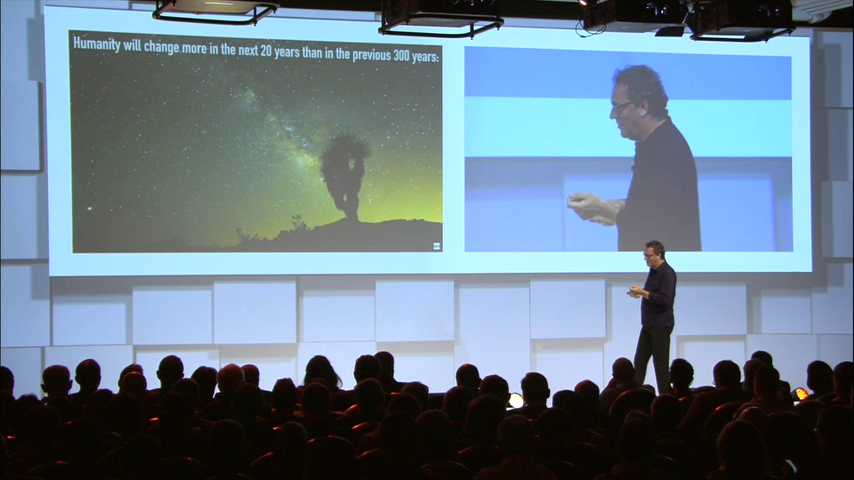 Humanity will change more in the next 20 years than in the previous 300 years: